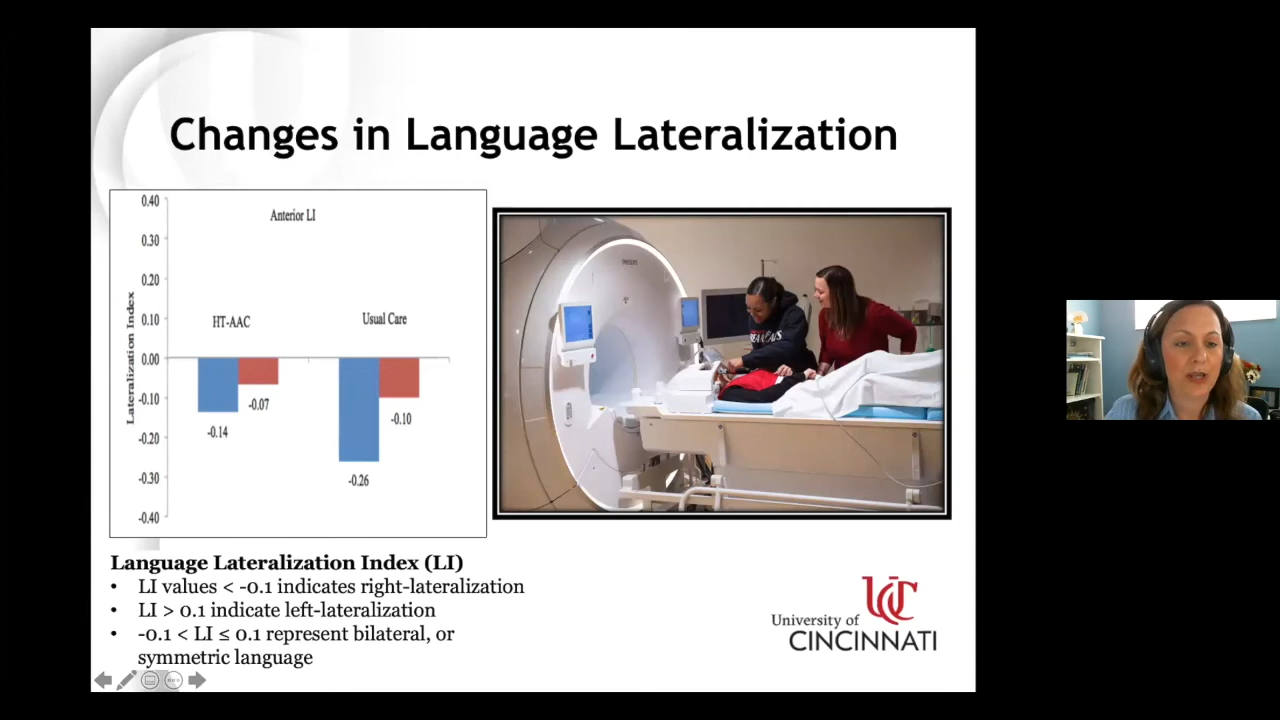 Changes in Language Lateralization
0.40
0.30
0.20
0.10
0.00
-0.10
-0.20
-0.30
-0.40
Lateralization Index
Anterior LI
HT-AAC
Usual Care
-0.14
-0.07
-0.26
-0.10
PHILIPS
BEARCATS
Language Lateralization Index (LI)
• LI values < -0.1 indicates right-lateralization
• LI > 0.1 indicate left-lateralization
• -0.1 < LI ≤ 0.1 represent bilateral, or
symmetric language
UC
University of
CINCINNATI